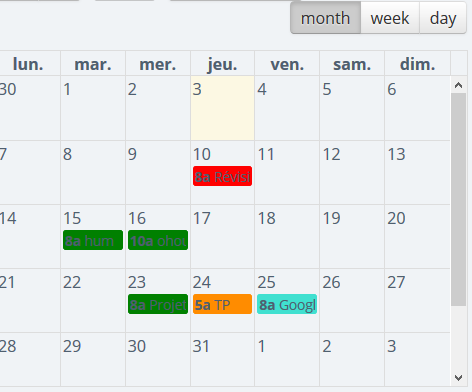 month week day
lun. mar. mer. jeu. ven. sam. dim.
30 1 2 3 4 5 6
7 8 9 10 11 12 13
8a Révisi
14 15 16 17 18 19 20
8a hum 10a oho
21 22 23 24 25 26 27
8a Projet 5a TP 8a Googl
28 29 30 31 1 2 3